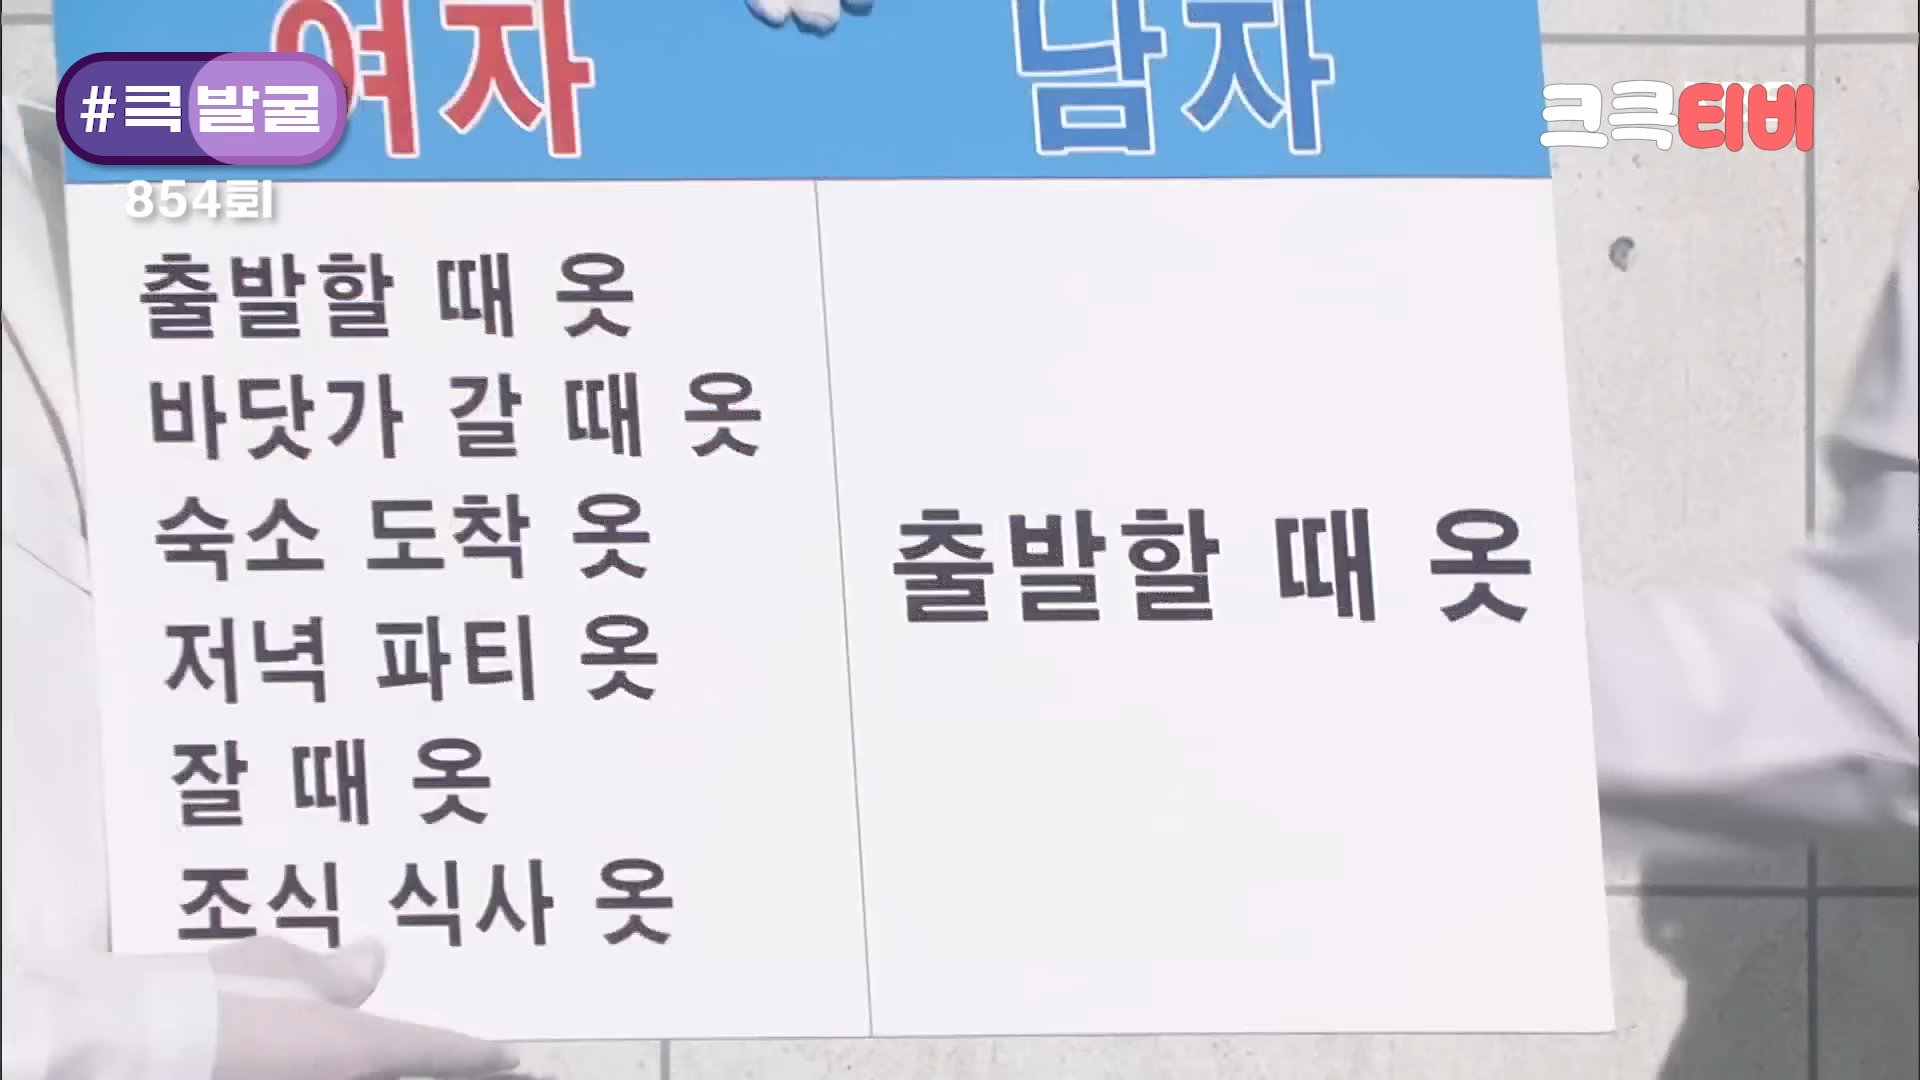 #큭발굴
854회
크큭티비
여자
남자
출발할 때 옷
바닷가 갈 때 옷
숙소 도착 옷
저녁 파티 옷
잘 때 옷
조식 식사 옷
출발할 때 옷